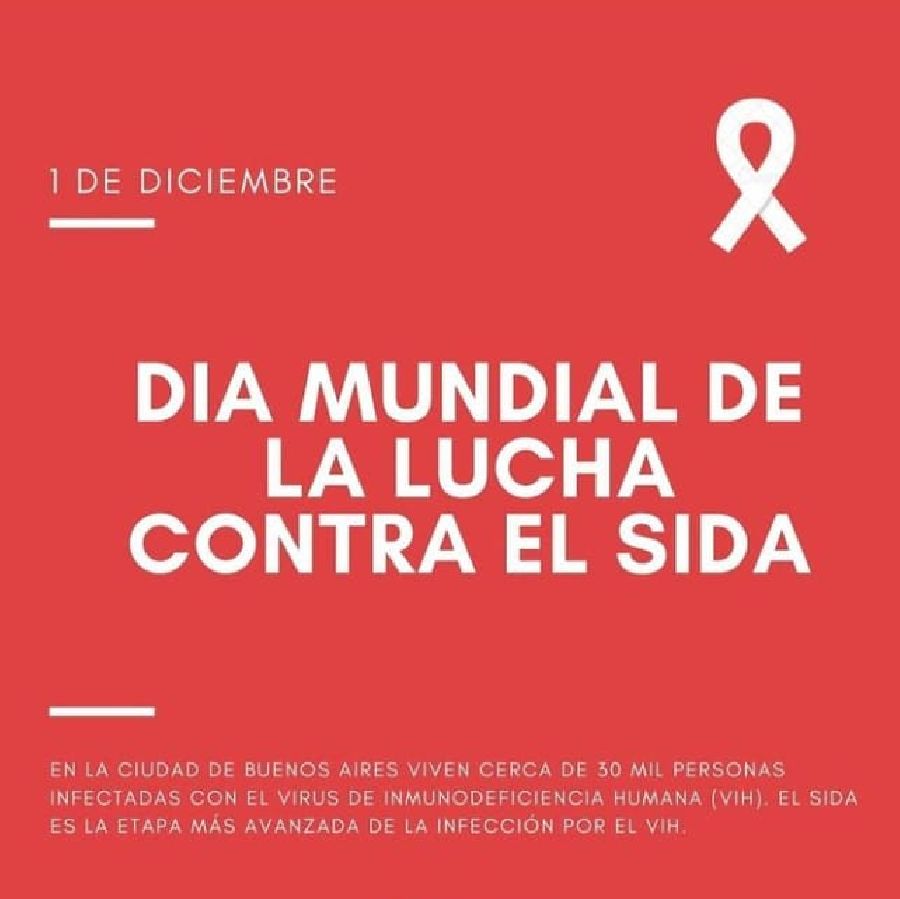 1 DE DICIEMBRE
DIA MUNDIAL DE
LA LUCHA
CONTRA EL SIDA
EN LA CIUDAD DE BUENOS AIRES VIVEN CERCA DE 30 MIL PERSONAS
INFECTADAS CON EL VIRUS DE INMUNODEFICIENCIA HUMANA (VIH). EL SIDA
ES LA ETAPA MÁS AVANZADA DE LA INFECCIÓN POR EL VIH.